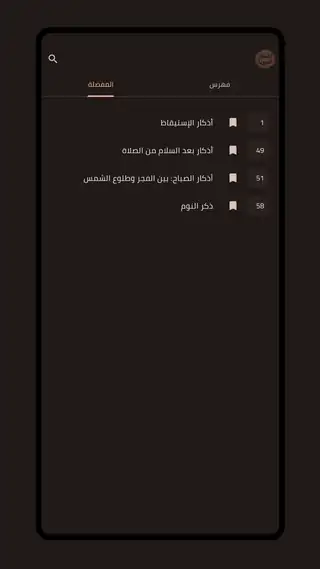 فهرس
المفضلة
1 أذكار الإستيقاظ
49 أذكار بعد السلام من الصلاة
51 أذكار الصباح: بين الفجر وطلوع الشمس
58 ذكر النوم